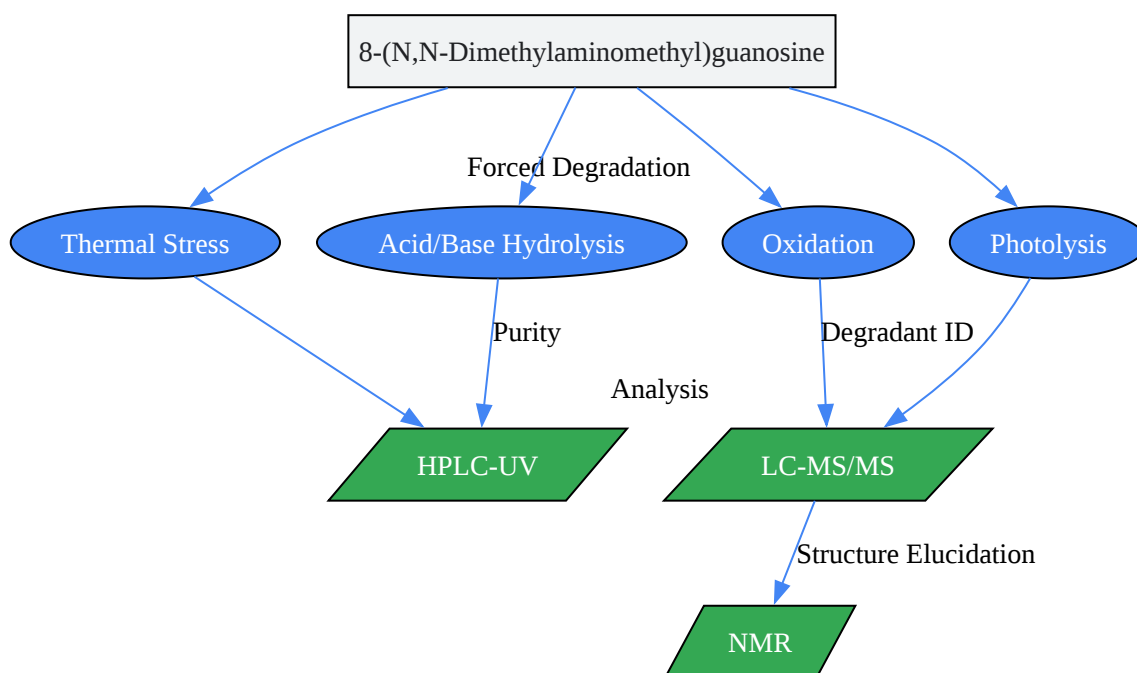 8-(N,N-Dimethylaminomethyl)guanosine
Forced Degradation
Thermal Stress
Acid/Base Hydrolysis
Oxidation
Photolysis
Purity
Degradant ID
Analysis
HPLC-UV
LC-MS/MS
Structure Elucidation
NMR